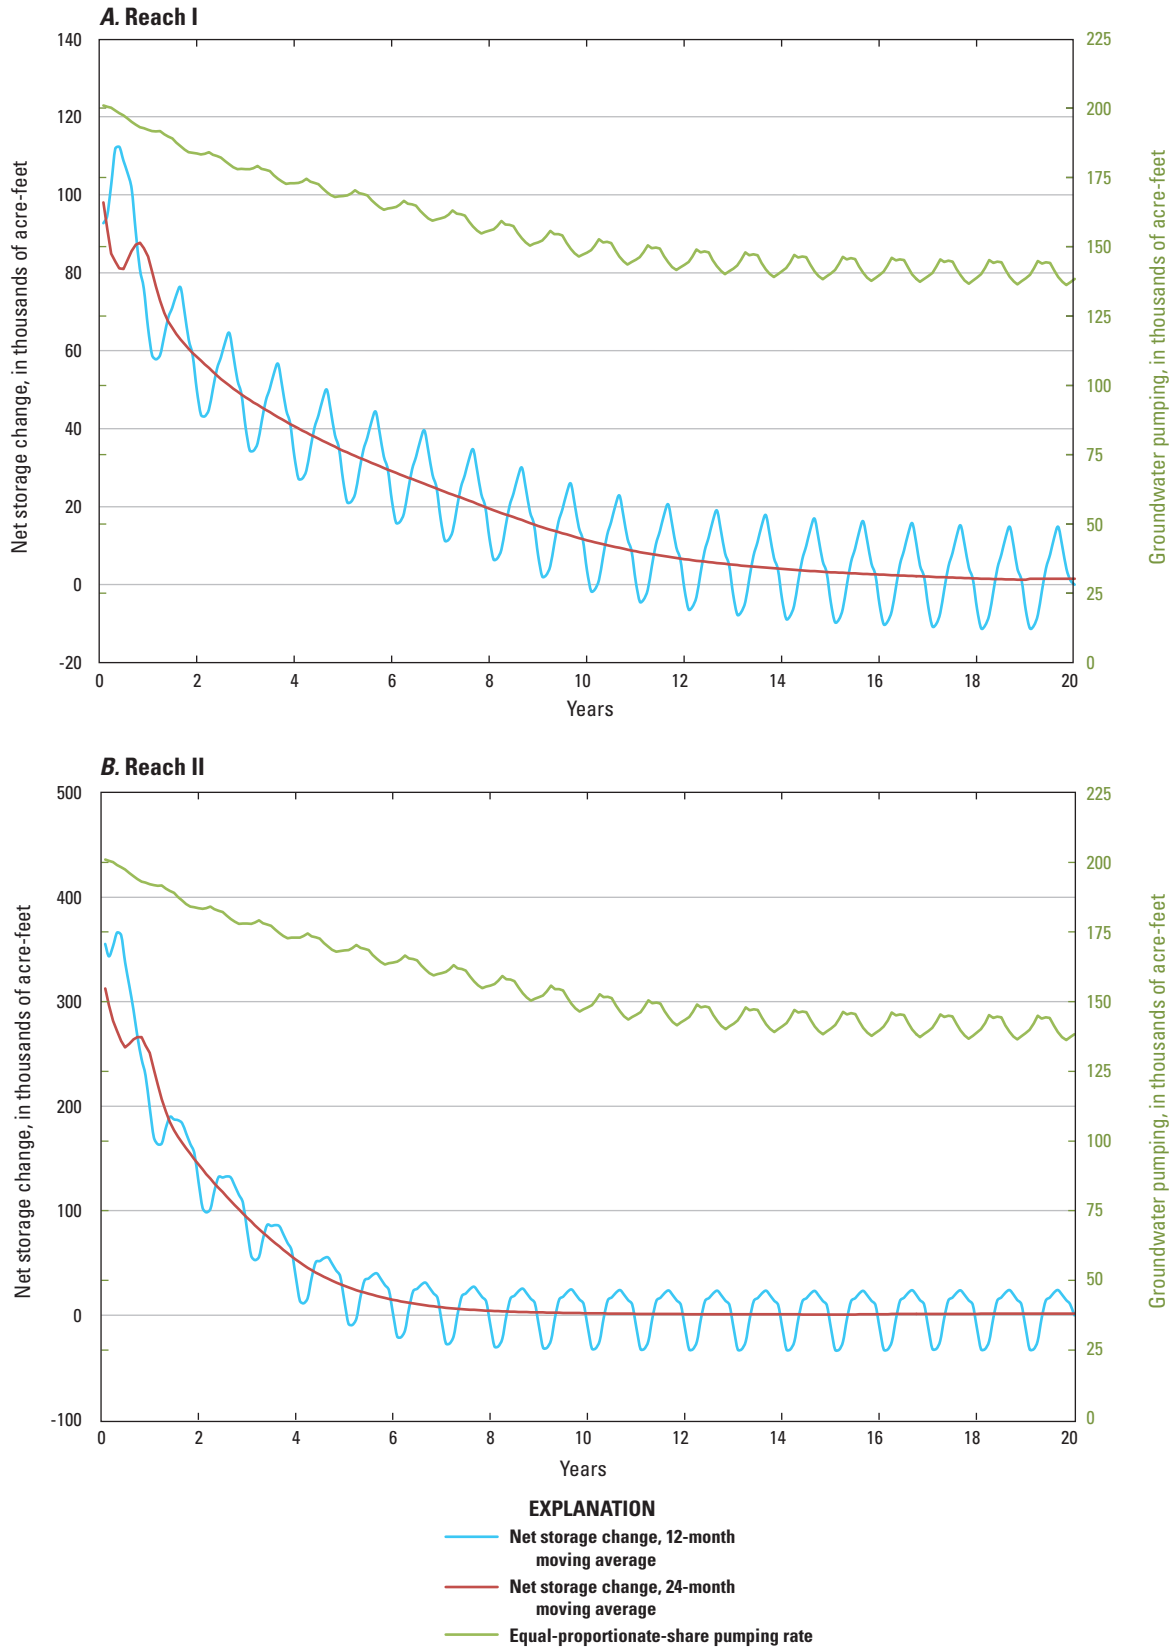 A. Reach I
140
120
100
80
60
40
20
0
-20
Net storage change, in thousands of acre-feet
225
200
175
150
125
100
75
50
25
0
Groundwater pumping, in thousands of acre-feet
0 2 4 6 8 10 12 14 16 18 20
Years
B. Reach II
500
400
300
200
100
0
-100
Net storage change, in thousands of acre-feet
225
200
175
150
125
100
75
50
25
0
Groundwater pumping, in thousands of acre-feet
0 2 4 6 8 10 12 14 16 18 20
Years
EXPLANATION
Net storage change, 12-month
moving average
Net storage change, 24-month
moving average
Equal-proportionate-share pumping rate